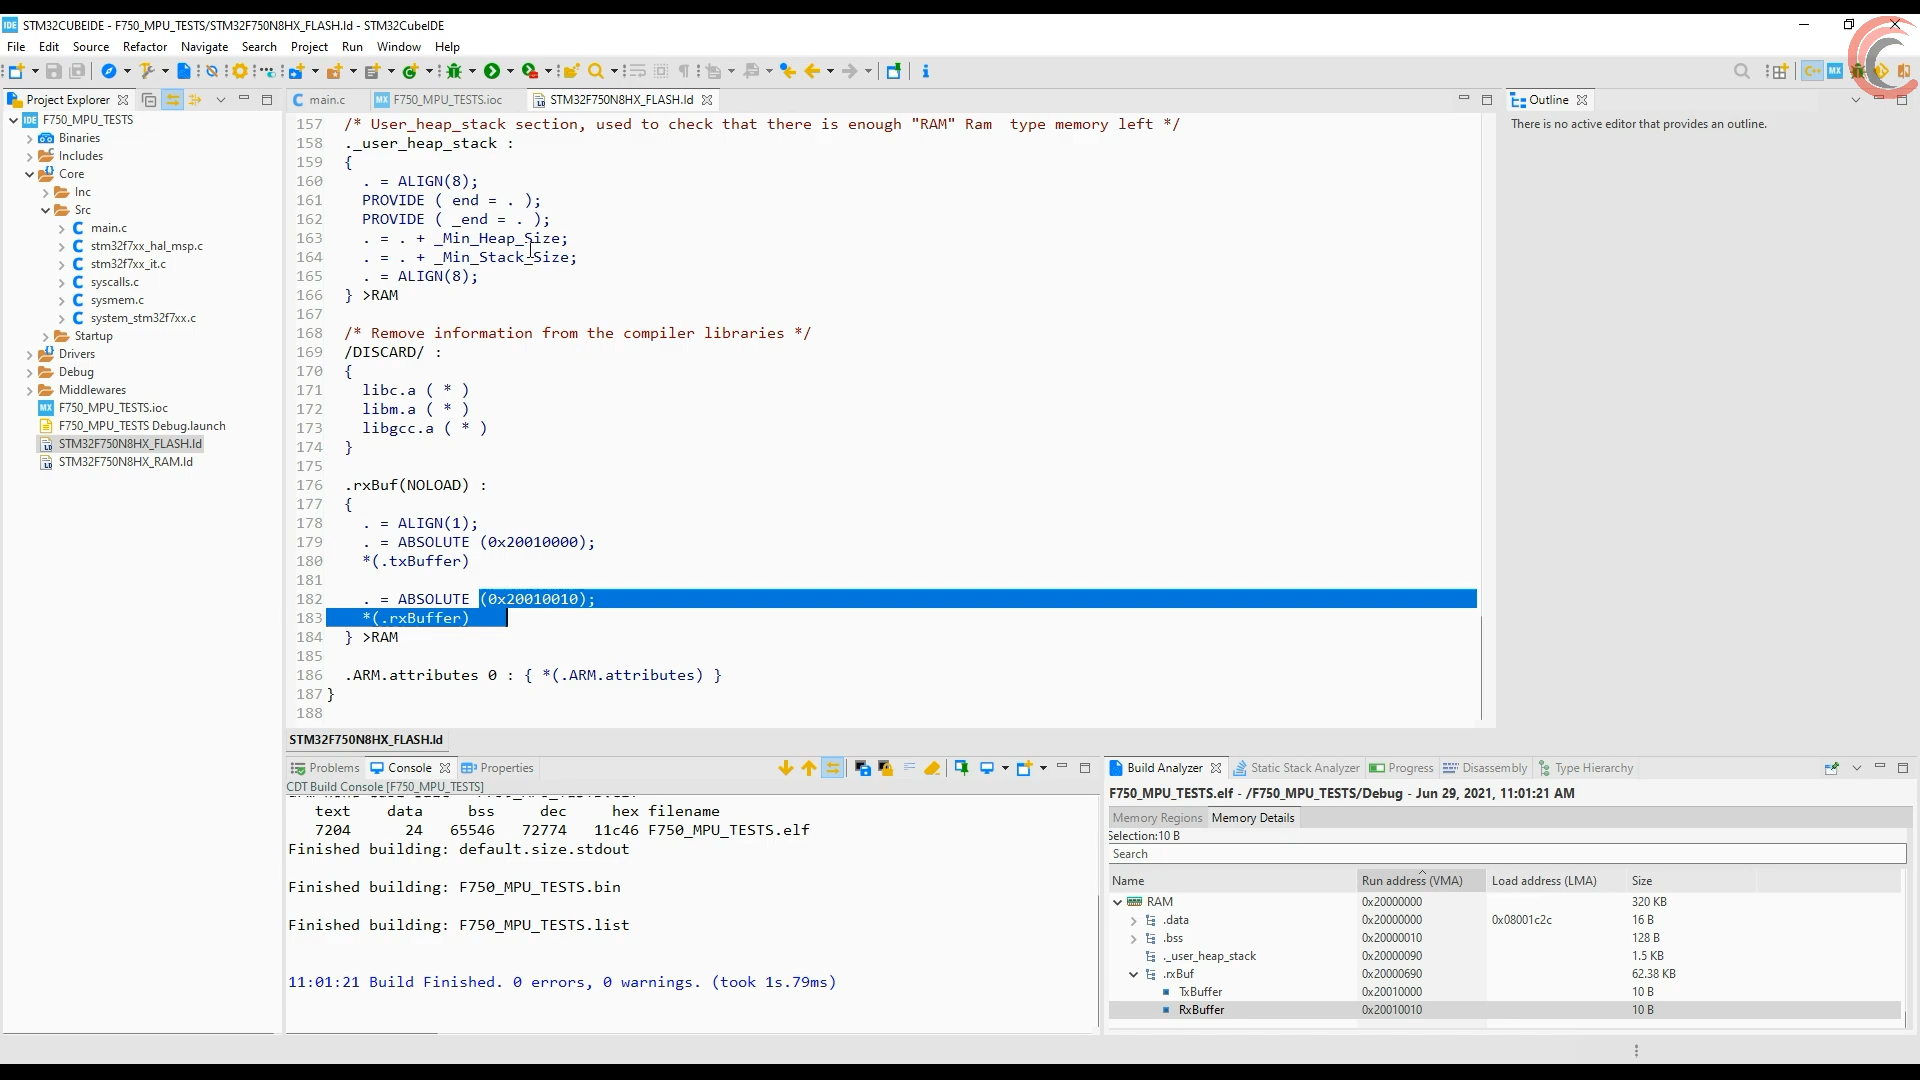 IDE STM32CUBEIDE - F750_MPU_TESTS/STM32F750N8HX_FLASH.ld - STM32CubeIDE
File Edit Source Refactor Navigate Search Project Run Window Help
Project Explorer
main.c
MX F750_MPU_TESTS.ioc
STM32F750N8HX_FLASH.ld
Outline
There is no active editor that provides an outline.
IDE F750_MPU_TESTS
Binaries
Includes
Core
Inc
Src
main.c
stm32f7xx_hal_msp.c
stm32f7xx_it.c
syscalls.c
sysmem.c
system_stm32f7xx.c
Startup
Drivers
Debug
Middlewares
MX F750_MPU_TESTS.ioc
F750_MPU_TESTS Debug.launch
STM32F750N8HX_FLASH.ld
STM32F750N8HX_RAM.ld
157 /* User_heap_stack section, used to check that there is enough "RAM" Ram  type memory left */
158 ._user_heap_stack :
159 {
160 . = ALIGN(8);
161 PROVIDE ( end = . );
162 PROVIDE ( _end = . );
163 . = . + _Min_Heap_Size;
164 . = . + _Min_Stack_Size;
165 . = ALIGN(8);
166 } >RAM
167
168 /* Remove information from the compiler libraries */
169 /DISCARD/ :
170 {
171 libc.a ( * )
172 libm.a ( * )
173 libgcc.a ( * )
174 }
175
176 .rxBuf(NOLOAD) :
177 {
178 . = ALIGN(1);
179 . = ABSOLUTE (0x20010000);
180 *(.txBuffer)
181
182 . = ABSOLUTE (0x20010010);
183 *(.rxBuffer)
184 } >RAM
185
186 .ARM.attributes 0 : { *(.ARM.attributes) }
187 }
188
STM32F750N8HX_FLASH.ld
Problems Console Properties
CDT Build Console [F750_MPU_TESTS]
text data bss dec hex filename
7204 24 65546 72774 11c46 F750_MPU_TESTS.elf
Finished building: default.size.stdout
Finished building: F750_MPU_TESTS.bin
Finished building: F750_MPU_TESTS.list
11:01:21 Build Finished. 0 errors, 0 warnings. (took 1s.79ms)
Build Analyzer Static Stack Analyzer Progress Disassembly Type Hierarchy
F750_MPU_TESTS.elf - /F750_MPU_TESTS/Debug - Jun 29, 2021, 11:01:21 AM
Memory Regions Memory Details
Selection:10 B
Search
Name Run address (VMA) Load address (LMA) Size
RAM 0x20000000 320 KB
.data 0x20000000 0x08001c2c 16 B
.bss 0x20000010 128 B
._user_heap_stack 0x20000090 1.5 KB
.rxBuf 0x20000690 62.38 KB
TxBuffer 0x20010000 10 B
RxBuffer 0x20010010 10 B